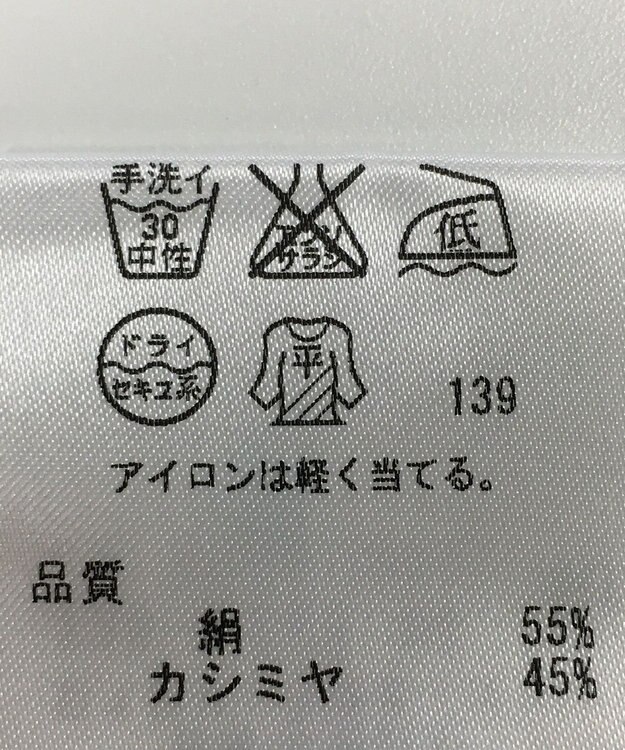 手洗イ
30
中性
エンソ
サラシ
低
ドライ
セキユ系
平
139
アイロンは軽く当てる。
品質
絹 55%
カシミヤ 45%